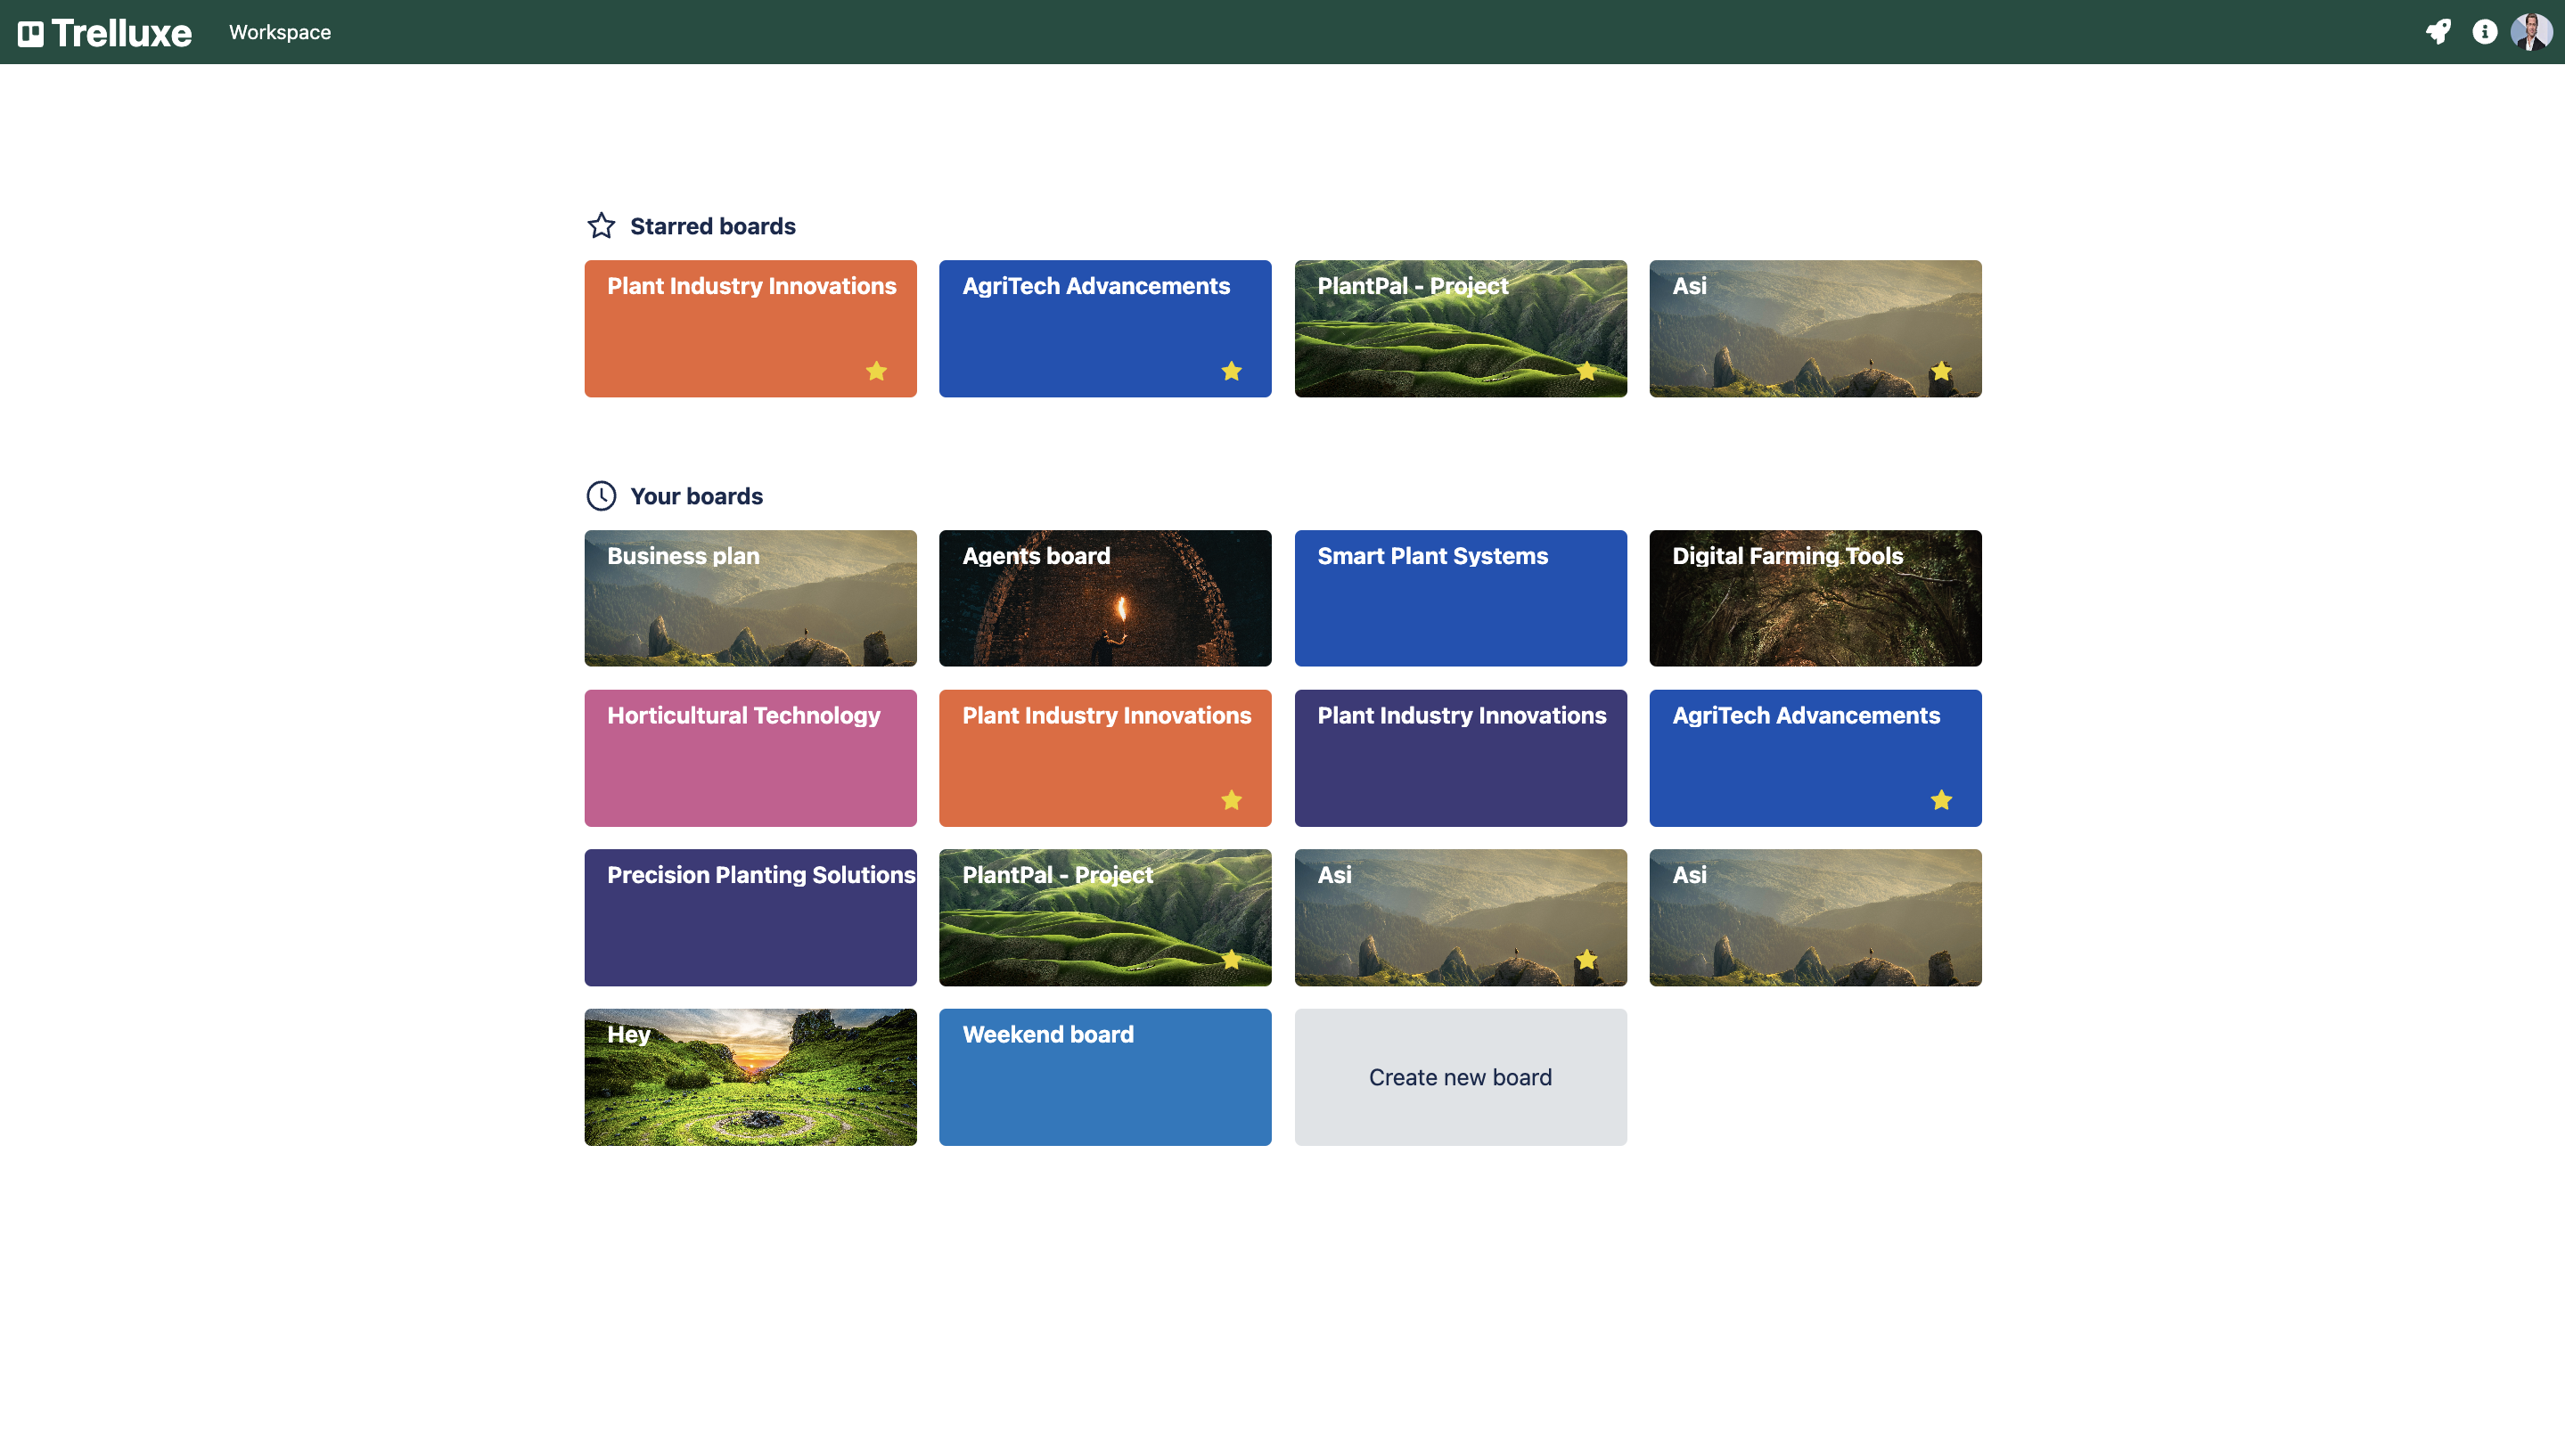 Trelluxe Workspace
Starred boards
Plant Industry Innovations
AgriTech Advancements
PlantPal - Project
Asi
Your boards
Business plan
Agents board
Smart Plant Systems
Digital Farming Tools
Horticultural Technology
Plant Industry Innovations
Plant Industry Innovations
AgriTech Advancements
Precision Planting Solutions
PlantPal - Project
Asi
Asi
Hey
Weekend board
Create new board